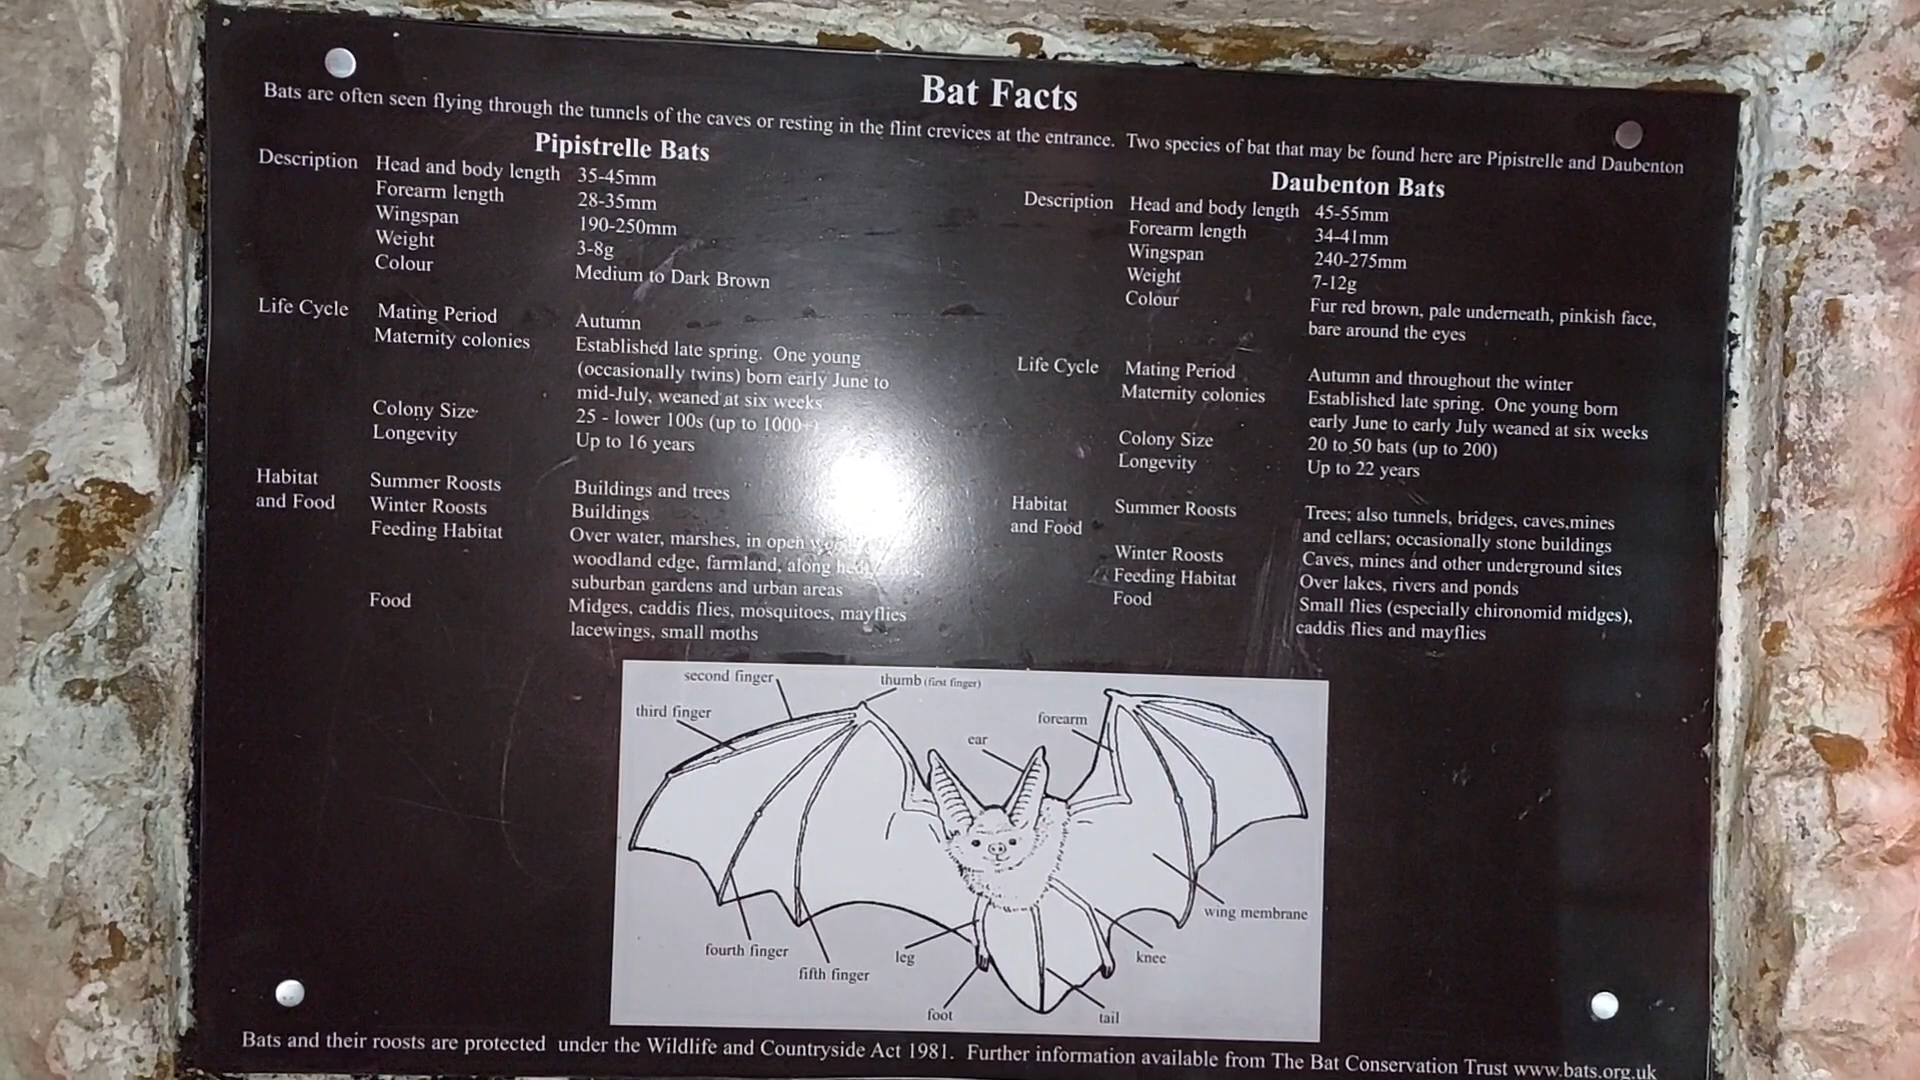 Bat Facts
Bats are often seen flying through the tunnels of the caves or resting in the flint crevices at the entrance. Two species of bat that may be found here are Pipistrelle and Daubenton
Pipistrelle Bats
Description Head and body length 35-45mm
Forearm length 28-35mm
Wingspan 190-250mm
Weight 3-8g
Colour Medium to Dark Brown
Life Cycle Mating Period Autumn
Maternity colonies Established late spring. One young
(occasionally twins) born early June to
mid-July, weaned at six weeks
Colony Size 25 - lower 100s (up to 1000+)
Longevity Up to 16 years
Habitat and Food Summer Roosts Buildings and trees
Winter Roosts Buildings
Feeding Habitat Over water, marshes, in open
woodland edge, farmland, along
suburban gardens and urban areas
Food Midges, caddis flies, mosquitoes, mayflies
lacewings, small moths
Daubenton Bats
Description Head and body length 45-55mm
Forearm length 34-41mm
Wingspan 240-275mm
Weight 7-12g
Colour Fur red brown, pale underneath, pinkish face,
bare around the eyes
Life Cycle Mating Period Autumn and throughout the winter
Maternity colonies Established late spring. One young born
early June to early July weaned at six weeks
Colony Size 20 to 50 bats (up to 200)
Longevity Up to 22 years
Habitat and Food Summer Roosts Trees; also tunnels, bridges, caves,mines
and cellars; occasionally stone buildings
Winter Roosts Caves, mines and other underground sites
Feeding Habitat Over lakes, rivers and ponds
Food Small flies (especially chironomid midges),
caddis flies and mayflies
second finger
thumb (first finger)
third finger
forearm
ear
wing membrane
fourth finger
leg
knee
fifth finger
foot
tail
Bats and their roosts are protected under the Wildlife and Countryside Act 1981. Further information available from The Bat Conservation Trust www.bats.org.uk